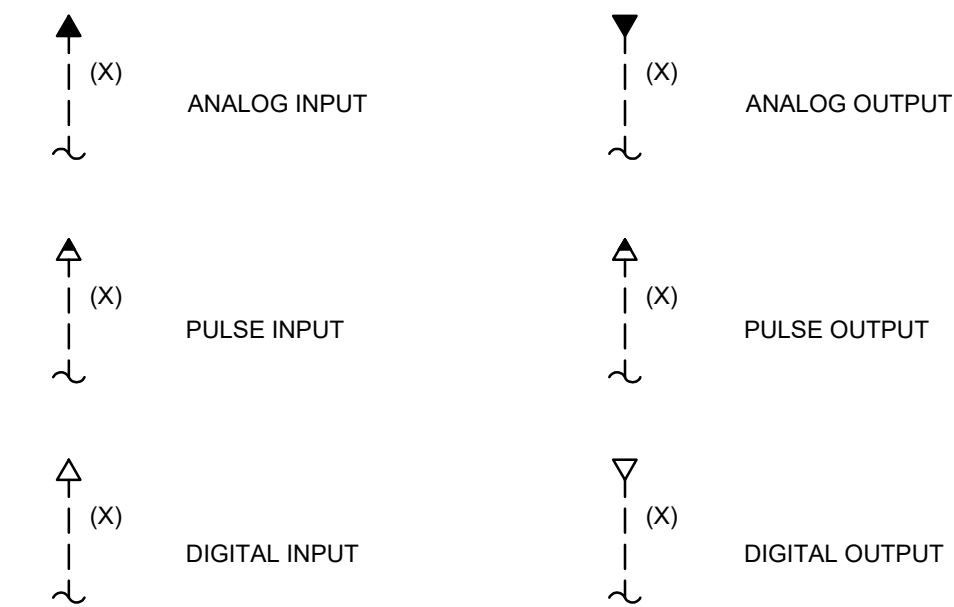 (X)
ANALOG INPUT
(X)
ANALOG OUTPUT
(X)
PULSE INPUT
(X)
PULSE OUTPUT
(X)
DIGITAL INPUT
(X)
DIGITAL OUTPUT